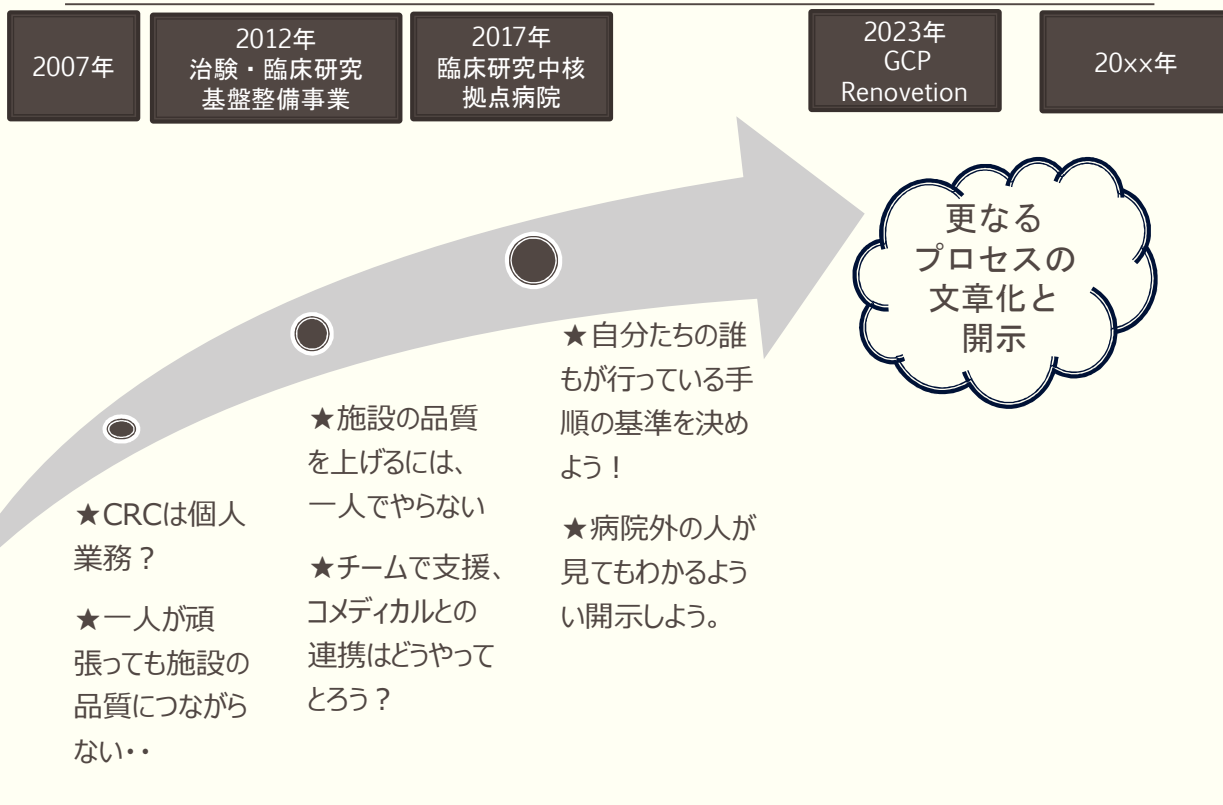 2007年
2012年
治験・臨床研究
基盤整備事業
2017年
臨床研究中核
拠点病院
2023年
GCP
Renovetion
20xx年
★CRCは個人
業務？
★一人が頑
張っても施設の
品質につながら
ない・・
★施設の品質
を上げるには、
一人でやらない
★チームで支援、
コメディカルとの
連携はどうやって
とろう？
★自分たちの誰
もが行っている手
順の基準を決め
よう！
★病院外の人が
見てもわかるよう
い開示しよう。
更なる
プロセスの
文章化と
開示